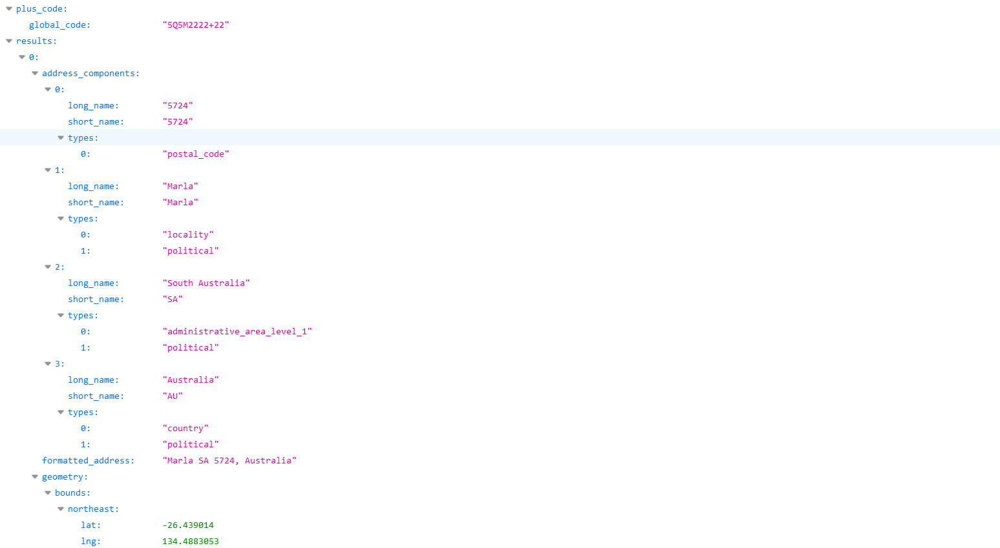 plus_code:
global_code: "5Q5M2222+22"
results:
0:
address_components:
0:
long_name: "5724"
short_name: "5724"
types:
0: "postal_code"
1:
long_name: "Marla"
short_name: "Marla"
types:
0: "locality"
1: "political"
2:
long_name: "South Australia"
short_name: "SA"
types:
0: "administrative_area_level_1"
1: "political"
3:
long_name: "Australia"
short_name: "AU"
types:
0: "country"
1: "political"
formatted_address: "Marla SA 5724, Australia"
geometry:
bounds:
northeast:
lat: -26.439014
lng: 134.4883053